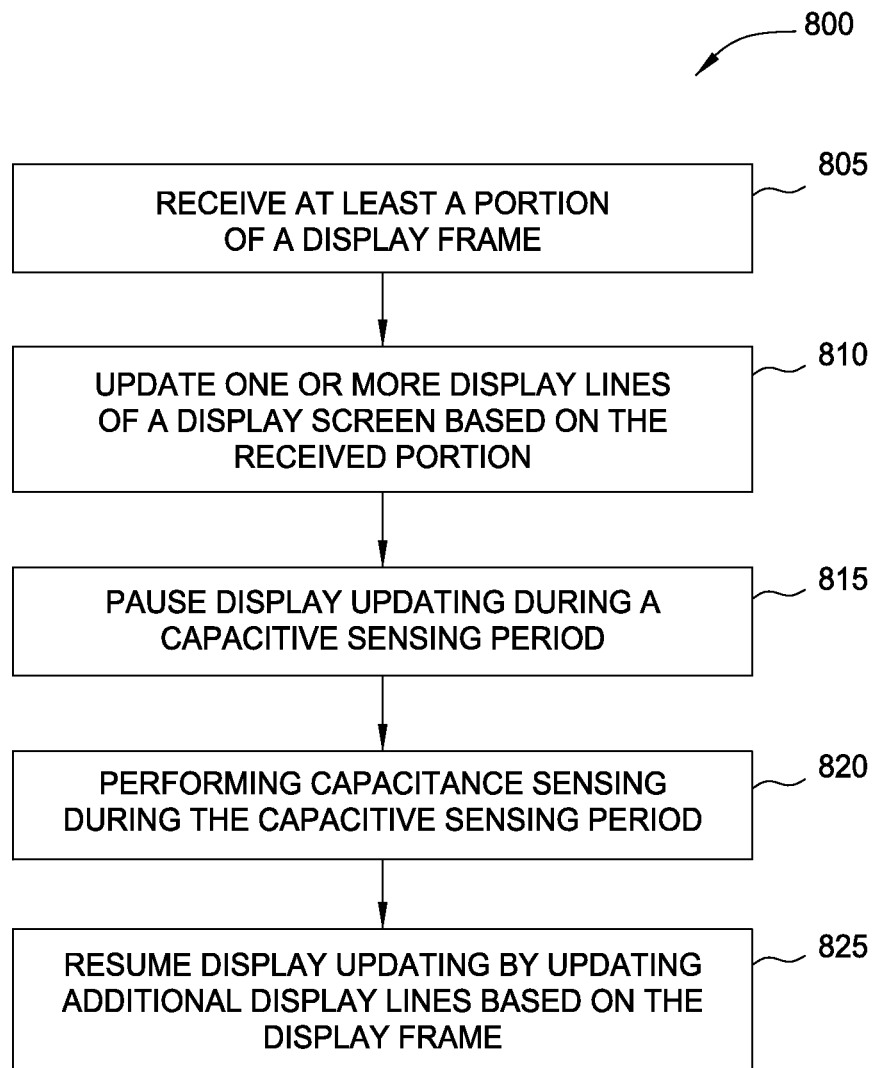 800
805
RECEIVE AT LEAST A PORTION
OF A DISPLAY FRAME
810
UPDATE ONE OR MORE DISPLAY LINES
OF A DISPLAY SCREEN BASED ON THE
RECEIVED PORTION
815
PAUSE DISPLAY UPDATING DURING A
CAPACITIVE SENSING PERIOD
820
PERFORMING CAPACITANCE SENSING
DURING THE CAPACITIVE SENSING PERIOD
825
RESUME DISPLAY UPDATING BY UPDATING
ADDITIONAL DISPLAY LINES BASED ON THE
DISPLAY FRAME